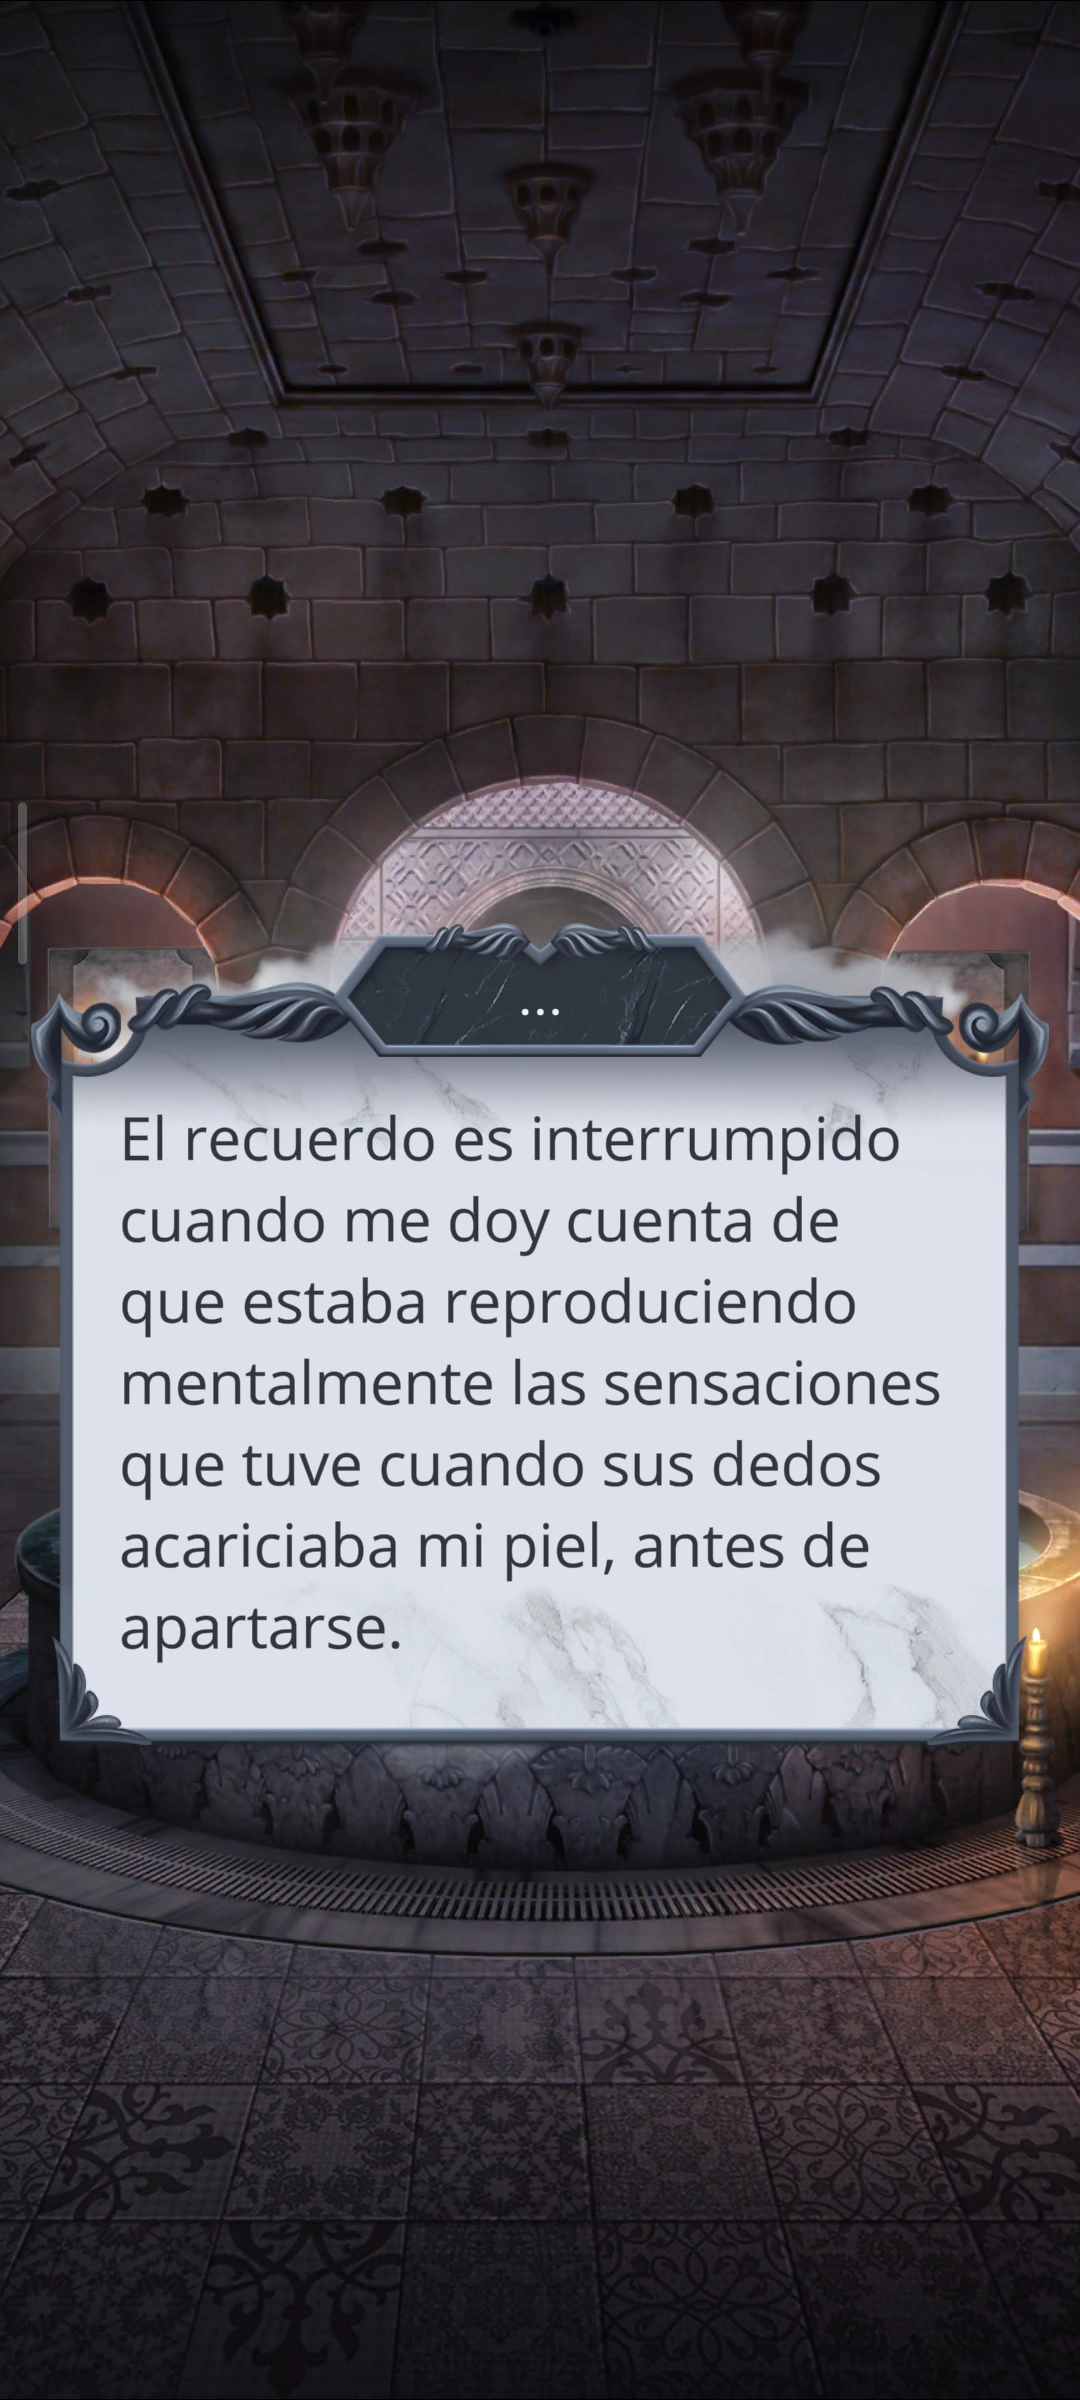 ...
El recuerdo es interrumpido
cuando me doy cuenta de
que estaba reproduciendo
mentalmente las sensaciones
que tuve cuando sus dedos
acariciaba mi piel, antes de
apartarse.